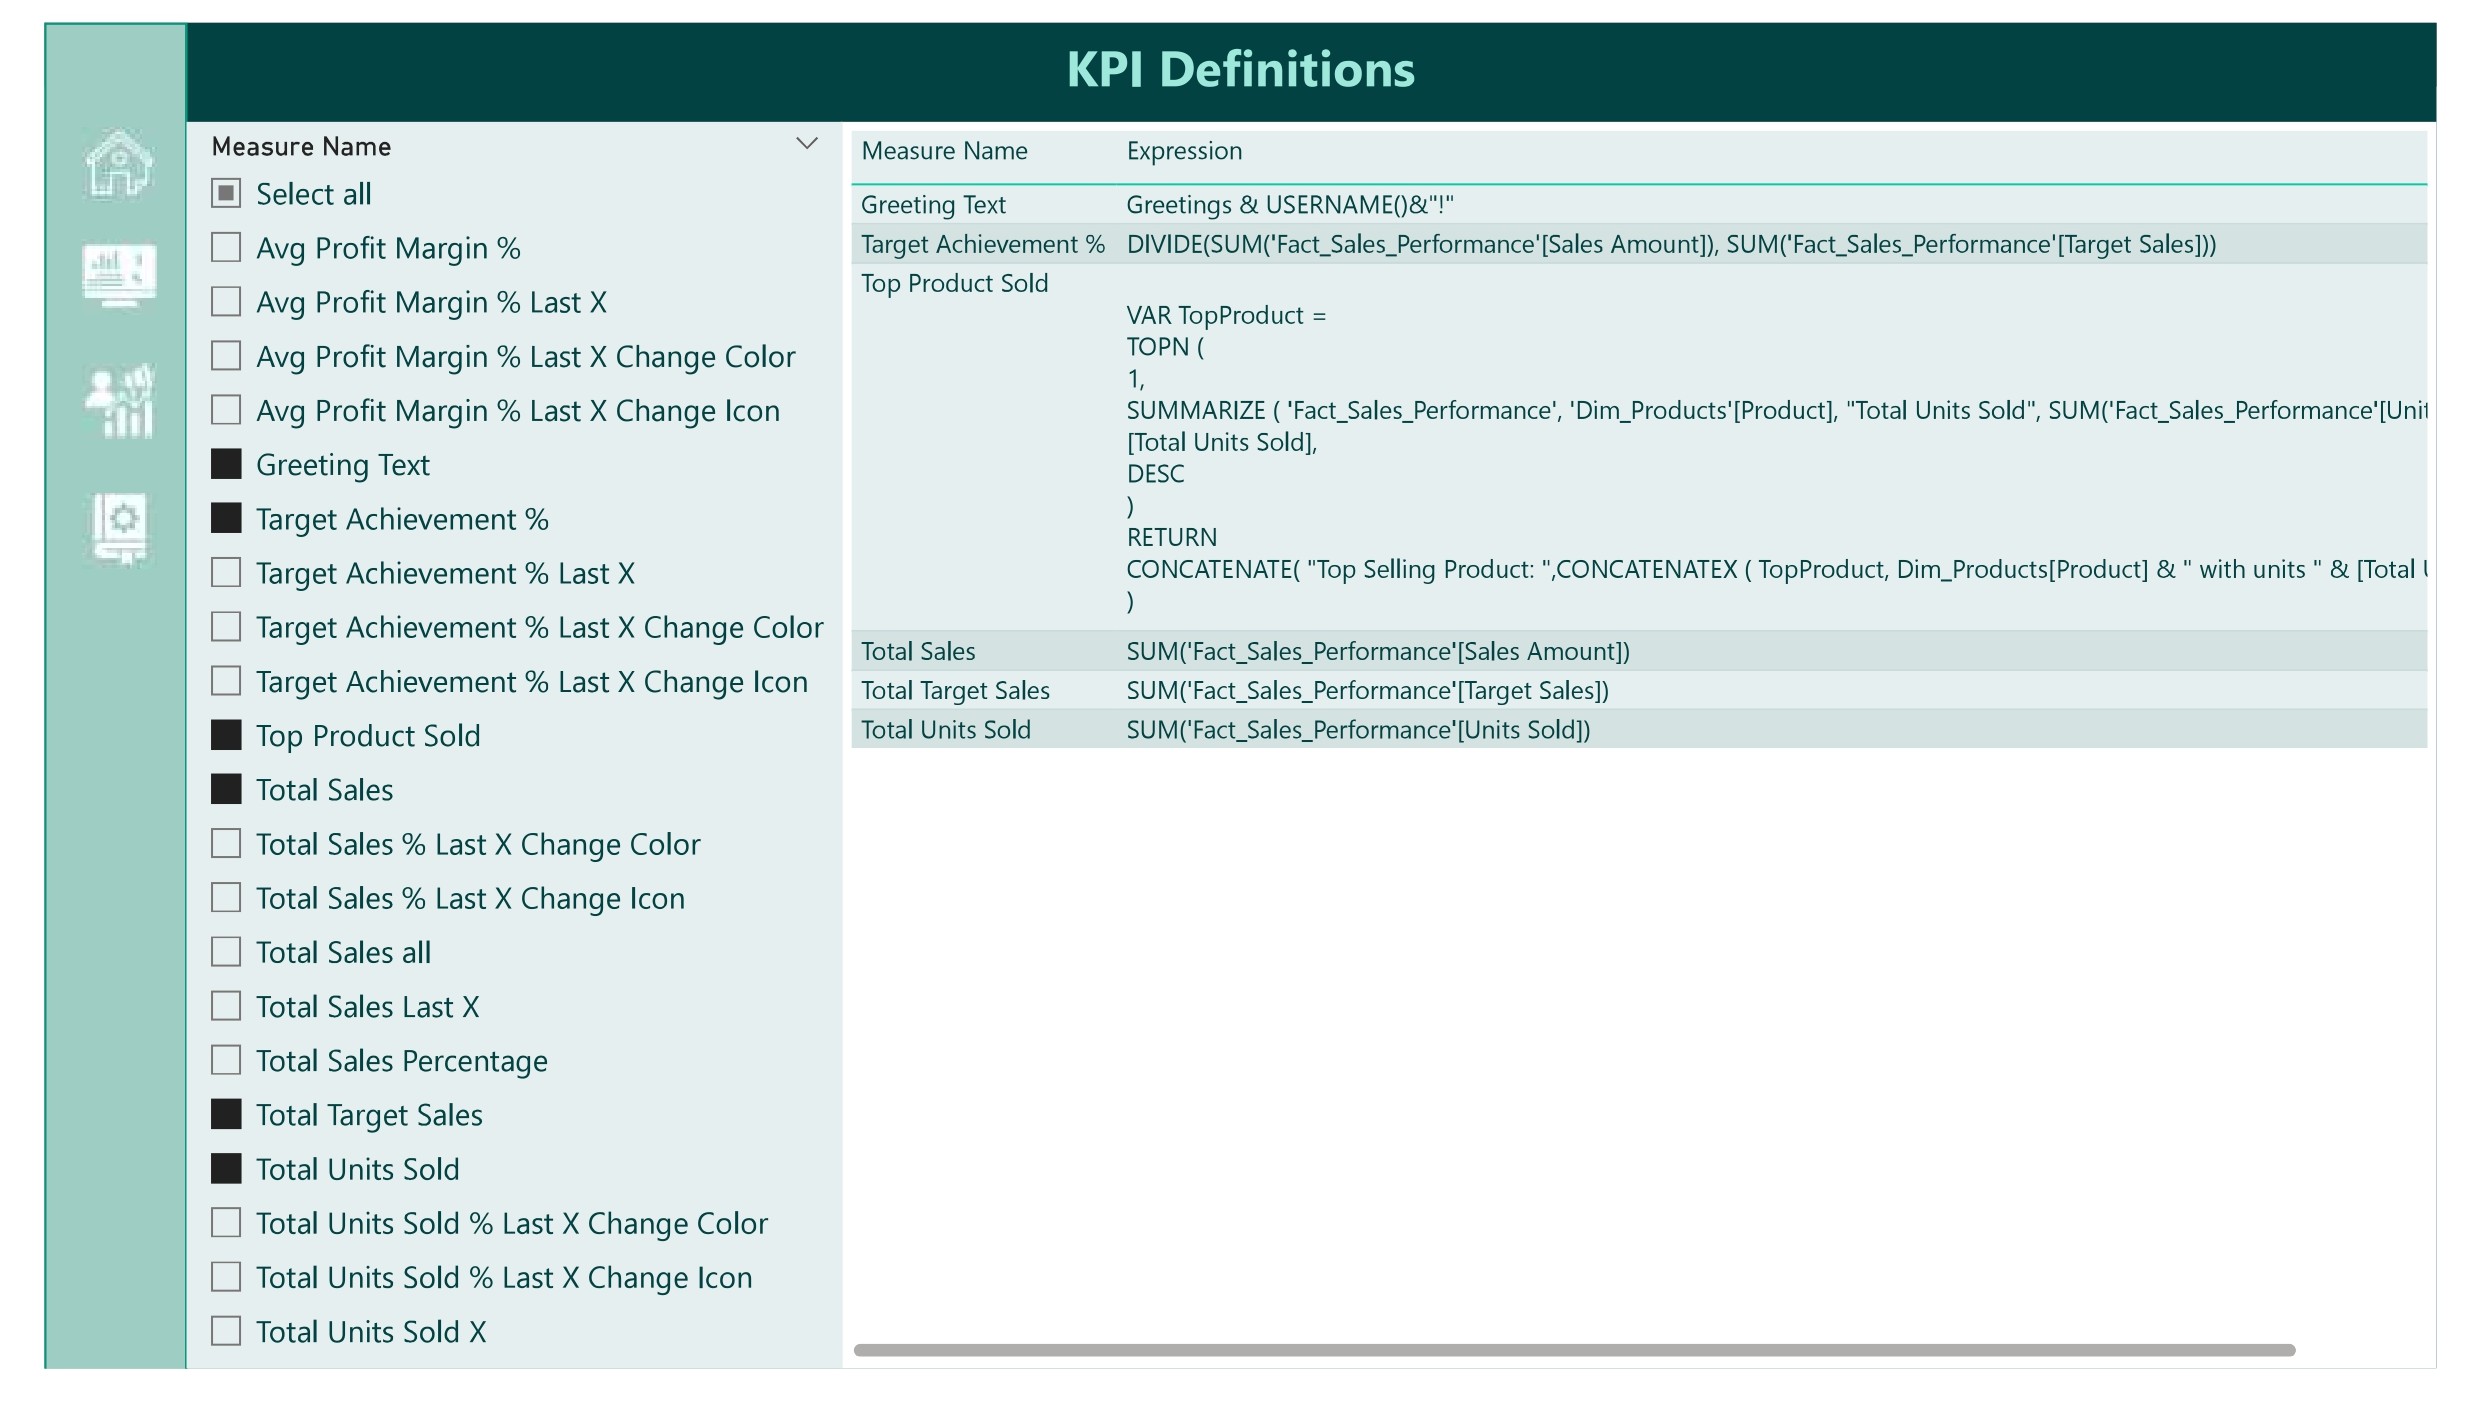 KPI Definitions
Measure Name
Select all
Avg Profit Margin %
Avg Profit Margin % Last X
Avg Profit Margin % Last X Change Color
Avg Profit Margin % Last X Change Icon
Greeting Text
Target Achievement %
Target Achievement % Last X
Target Achievement % Last X Change Color
Target Achievement % Last X Change Icon
Top Product Sold
Total Sales
Total Sales % Last X Change Color
Total Sales % Last X Change Icon
Total Sales all
Total Sales Last X
Total Sales Percentage
Total Target Sales
Total Units Sold
Total Units Sold % Last X Change Color
Total Units Sold % Last X Change Icon
Total Units Sold X
Measure Name Expression
Greeting Text Greetings & USERNAME()&"!"
Target Achievement % DIVIDE(SUM('Fact_Sales_Performance'[Sales Amount]), SUM('Fact_Sales_Performance'[Target Sales]))
Top Product Sold
VAR TopProduct =
TOPN (
1,
SUMMARIZE ( 'Fact_Sales_Performance', 'Dim_Products'[Product], "Total Units Sold", SUM('Fact_Sales_Performance'[Unit
[Total Units Sold],
DESC
)
RETURN
CONCATENATE( "Top Selling Product: ",CONCATENATEX ( TopProduct, Dim_Products[Product] & " with units " & [Total
)
Total Sales SUM('Fact_Sales_Performance'[Sales Amount])
Total Target Sales SUM('Fact_Sales_Performance'[Target Sales])
Total Units Sold SUM('Fact_Sales_Performance'[Units Sold])